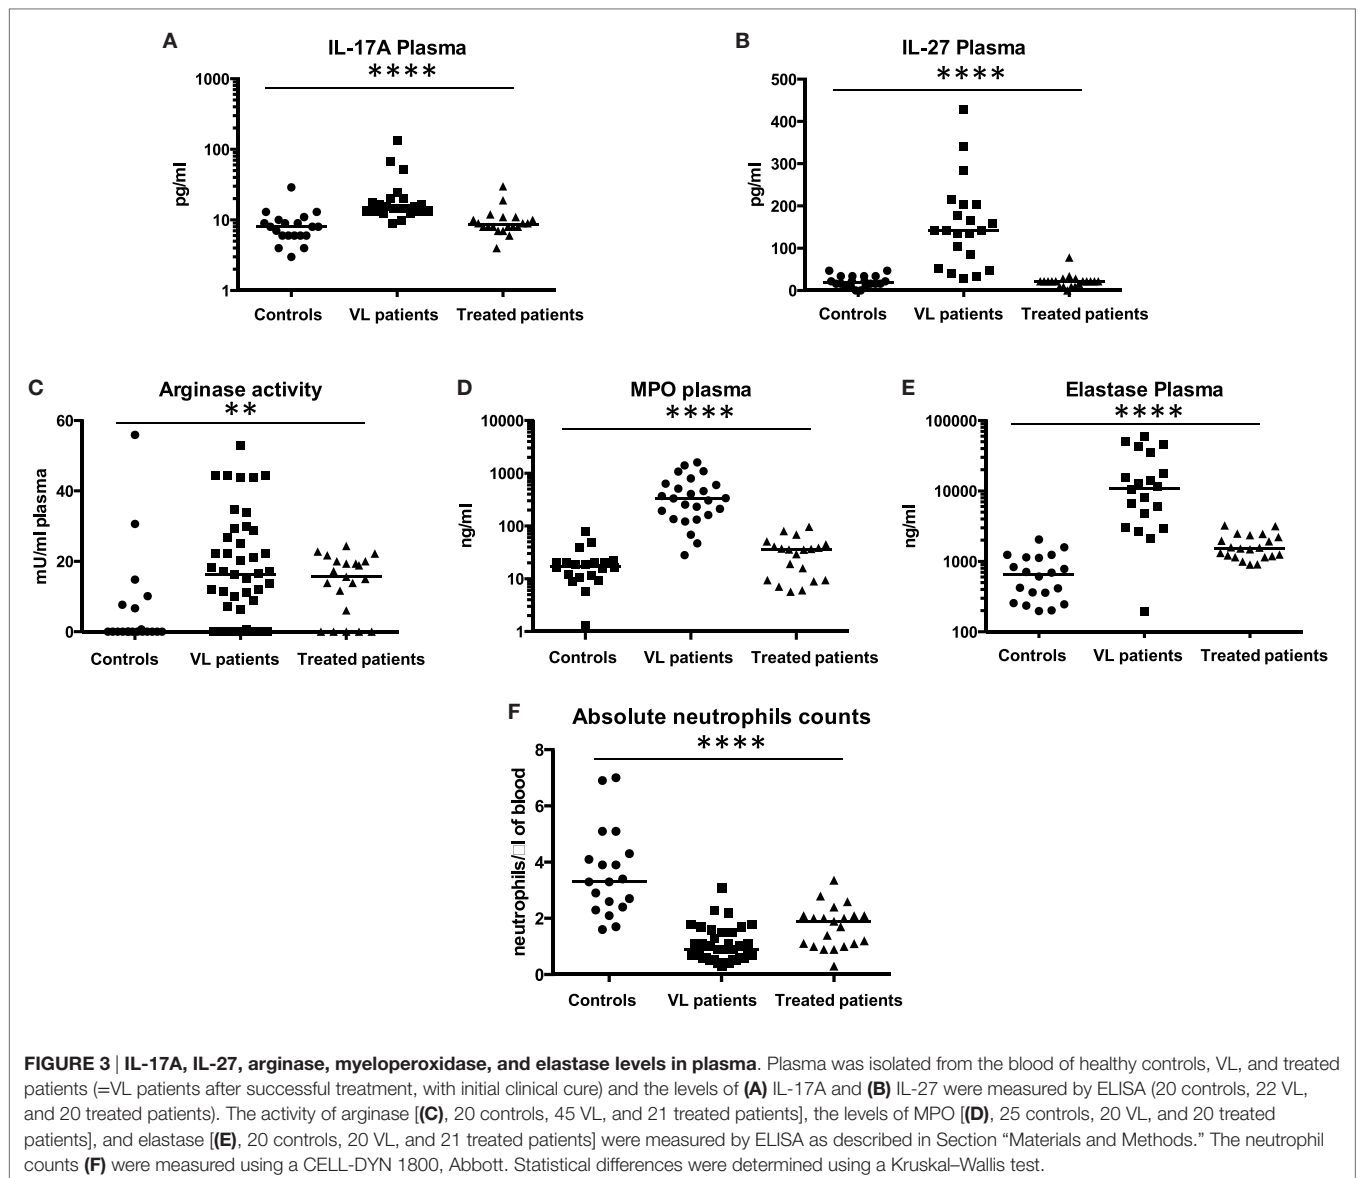 A
IL-17A Plasma
****
pg/ml
1000
100
10
1
Controls
VL patients
Treated patients
B
IL-27 Plasma
****
pg/ml
500
400
300
200
100
0
Controls
VL patients
Treated patients
C
Arginase activity
**
mU/ml plasma
60
40
20
0
Controls
VL patients
Treated patients
D
MPO plasma
****
ng/ml
10000
1000
100
10
1
Controls
VL patients
Treated patients
E
Elastase Plasma
****
ng/ml
100000
10000
1000
100
Controls
VL patients
Treated patients
F
Absolute neutrophils counts
****
neutrophils/□l of blood
8
6
4
2
0
Controls
VL patients
Treated patients
FIGURE 3 | IL-17A, IL-27, arginase, myeloperoxidase, and elastase levels in plasma. Plasma was isolated from the blood of healthy controls, VL, and treated
patients (=VL patients after successful treatment, with initial clinical cure) and the levels of (A) IL-17A and (B) IL-27 were measured by ELISA (20 controls, 22 VL,
and 20 treated patients). The activity of arginase [(C), 20 controls, 45 VL, and 21 treated patients], the levels of MPO [(D), 25 controls, 20 VL, and 20 treated
patients], and elastase [(E), 20 controls, 20 VL, and 21 treated patients] were measured by ELISA as described in Section “Materials and Methods.” The neutrophil
counts (F) were measured using a CELL-DYN 1800, Abbott. Statistical differences were determined using a Kruskal–Wallis test.